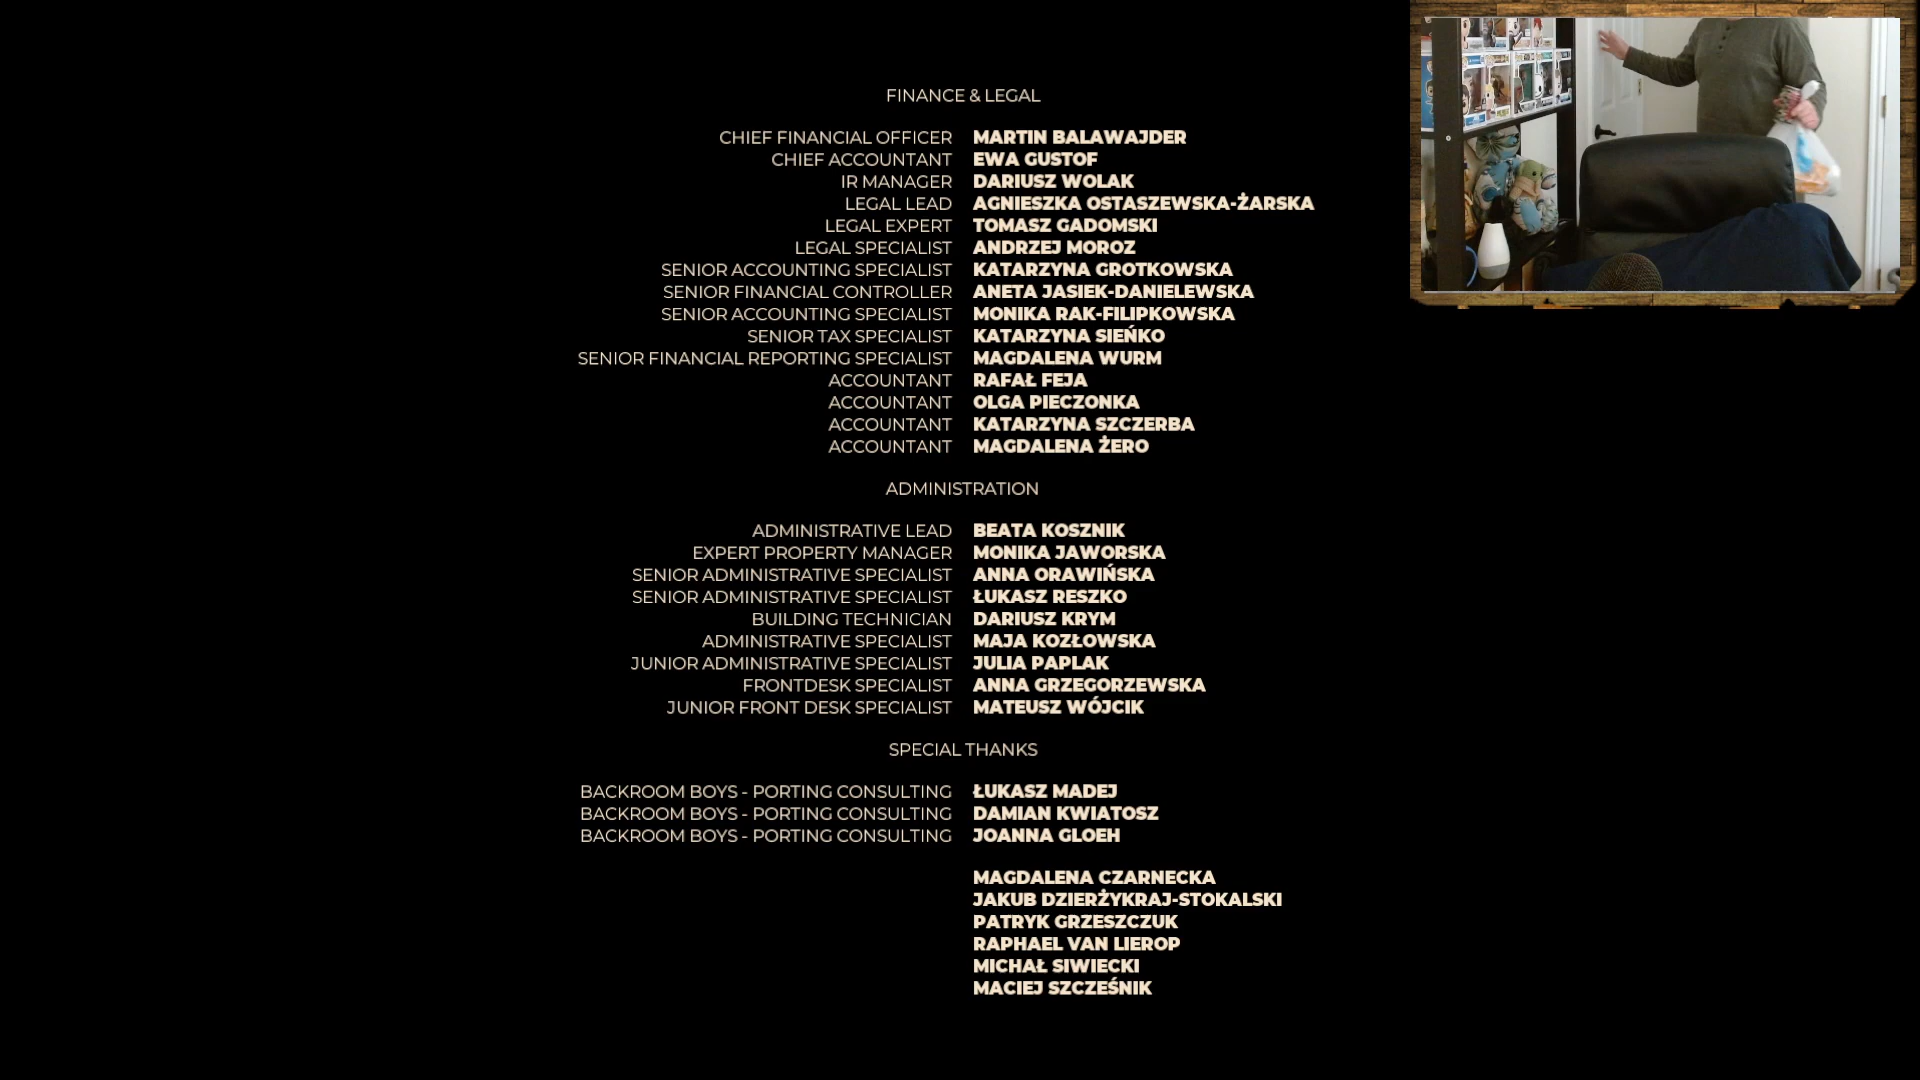 FINANCE & LEGAL
CHIEF FINANCIAL OFFICER MARTIN BALAWAJDER
CHIEF ACCOUNTANT EWA GUSTOF
IR MANAGER DARIUSZ WOLAK
LEGAL LEAD AGNIESZKA OSTASZEWSKA-ŻARSKA
LEGAL EXPERT TOMASZ GADOMSKI
LEGAL SPECIALIST ANDRZEJ MOROZ
SENIOR ACCOUNTING SPECIALIST KATARZYNA GROTKOWSKA
SENIOR FINANCIAL CONTROLLER ANETA JASIEK-DANIELEWSKA
SENIOR ACCOUNTING SPECIALIST MONIKA RAK-FILIPKOWSKA
SENIOR TAX SPECIALIST KATARZYNA SIEŃKO
SENIOR FINANCIAL REPORTING SPECIALIST MAGDALENA WURM
ACCOUNTANT RAFAŁ FEJA
ACCOUNTANT OLGA PIECZONKA
ACCOUNTANT KATARZYNA SZCZERBA
ACCOUNTANT MAGDALENA ŻERO
ADMINISTRATION
ADMINISTRATIVE LEAD BEATA KOSZNIK
EXPERT PROPERTY MANAGER MONIKA JAWORSKA
SENIOR ADMINISTRATIVE SPECIALIST ANNA ORAWIŃSKA
SENIOR ADMINISTRATIVE SPECIALIST ŁUKASZ RESZKO
BUILDING TECHNICIAN DARIUSZ KRYM
ADMINISTRATIVE SPECIALIST MAJA KOZŁOWSKA
JUNIOR ADMINISTRATIVE SPECIALIST JULIA PAPLAK
FRONTDESK SPECIALIST ANNA GRZEGORZEWSKA
JUNIOR FRONT DESK SPECIALIST MATEUSZ WÓJCIK
SPECIAL THANKS
BACKROOM BOYS - PORTING CONSULTING ŁUKASZ MADEJ
BACKROOM BOYS - PORTING CONSULTING DAMIAN KWIATOSZ
BACKROOM BOYS - PORTING CONSULTING JOANNA GLOEH
MAGDALENA CZARNECKA
JAKUB DZIERŻYKRAJ-STOKALSKI
PATRYK GRZESZCZUK
RAPHAEL VAN LIEROP
MICHAŁ SIWIECKI
MACIEJ SZCZEŚNIK